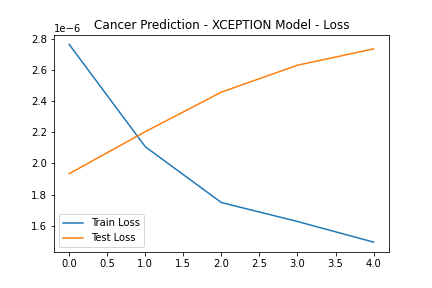 Cancer Prediction - XCEPTION Model - Loss
1e−6
2.8
2.6
2.4
2.2
2.0
1.8
1.6
Train Loss
Test Loss
0.0 0.5 1.0 1.5 2.0 2.5 3.0 3.5 4.0